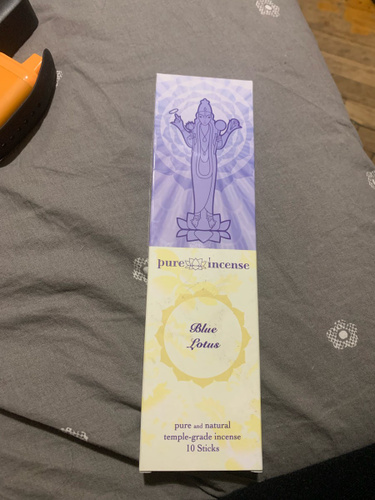 pure incense
Blue
Lotus
pure and natural
temple-grade incense
10 Sticks